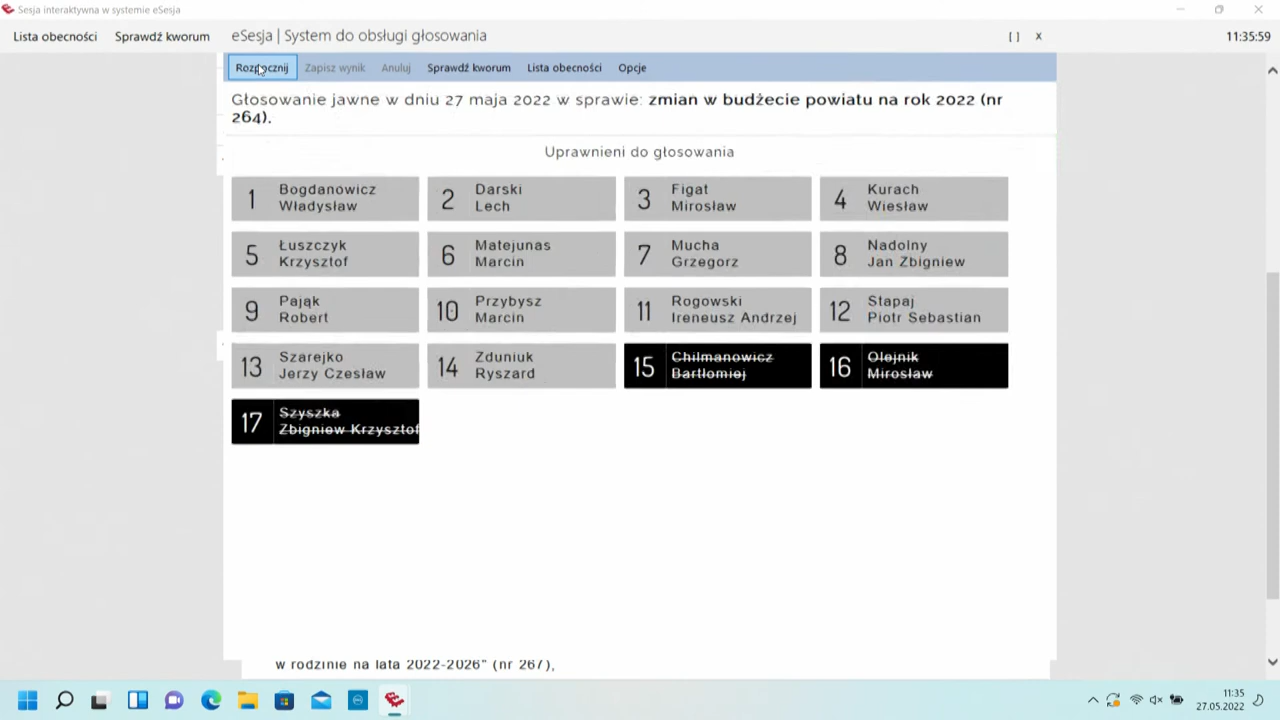 Sesja interaktywna w systemie eSesja
Lista obecności Sprawdź kworum eSesja | System do obsługi głosowania [ ] x 11:35:59
Rozpocznij Zapisz wynik Anuluj Sprawdź kworum Lista obecności Opcje
Głosowanie jawne w dniu 27 maja 2022 w sprawie: zmian w budżecie powiatu na rok 2022 (nr
264).
Uprawnieni do głosowania
1 Bogdanowicz Władysław
2 Darski Lech
3 Figat Mirosław
4 Kurach Wiesław
5 Łuszczyk Krzysztof
6 Matejunas Marcin
7 Mucha Grzegorz
8 Nadolny Jan Zbigniew
9 Pająk Robert
10 Przybysz Marcin
11 Rogowski Ireneusz Andrzej
12 Stapaj Piotr Sebastian
13 Szarejko Jerzy Czesław
14 Zduniuk Ryszard
15 Chilmanowicz Bartłomiej
16 Olejnik Mirosław
17 Szyszka Zbigniew Krzysztof
w rodzinie na lata 2022-2026" (nr 267),
11:35
27.05.2022